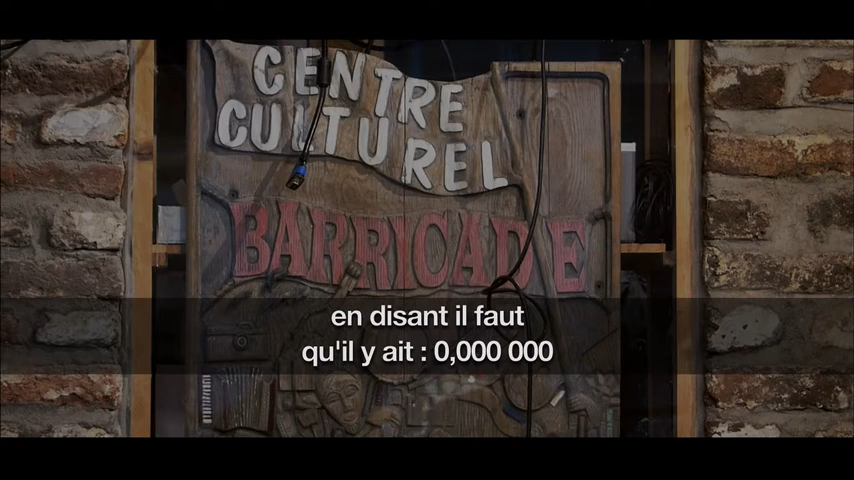 CENTRE
CULTUREL
BARRICADE
en disant il faut
qu'il y ait : 0,000 000